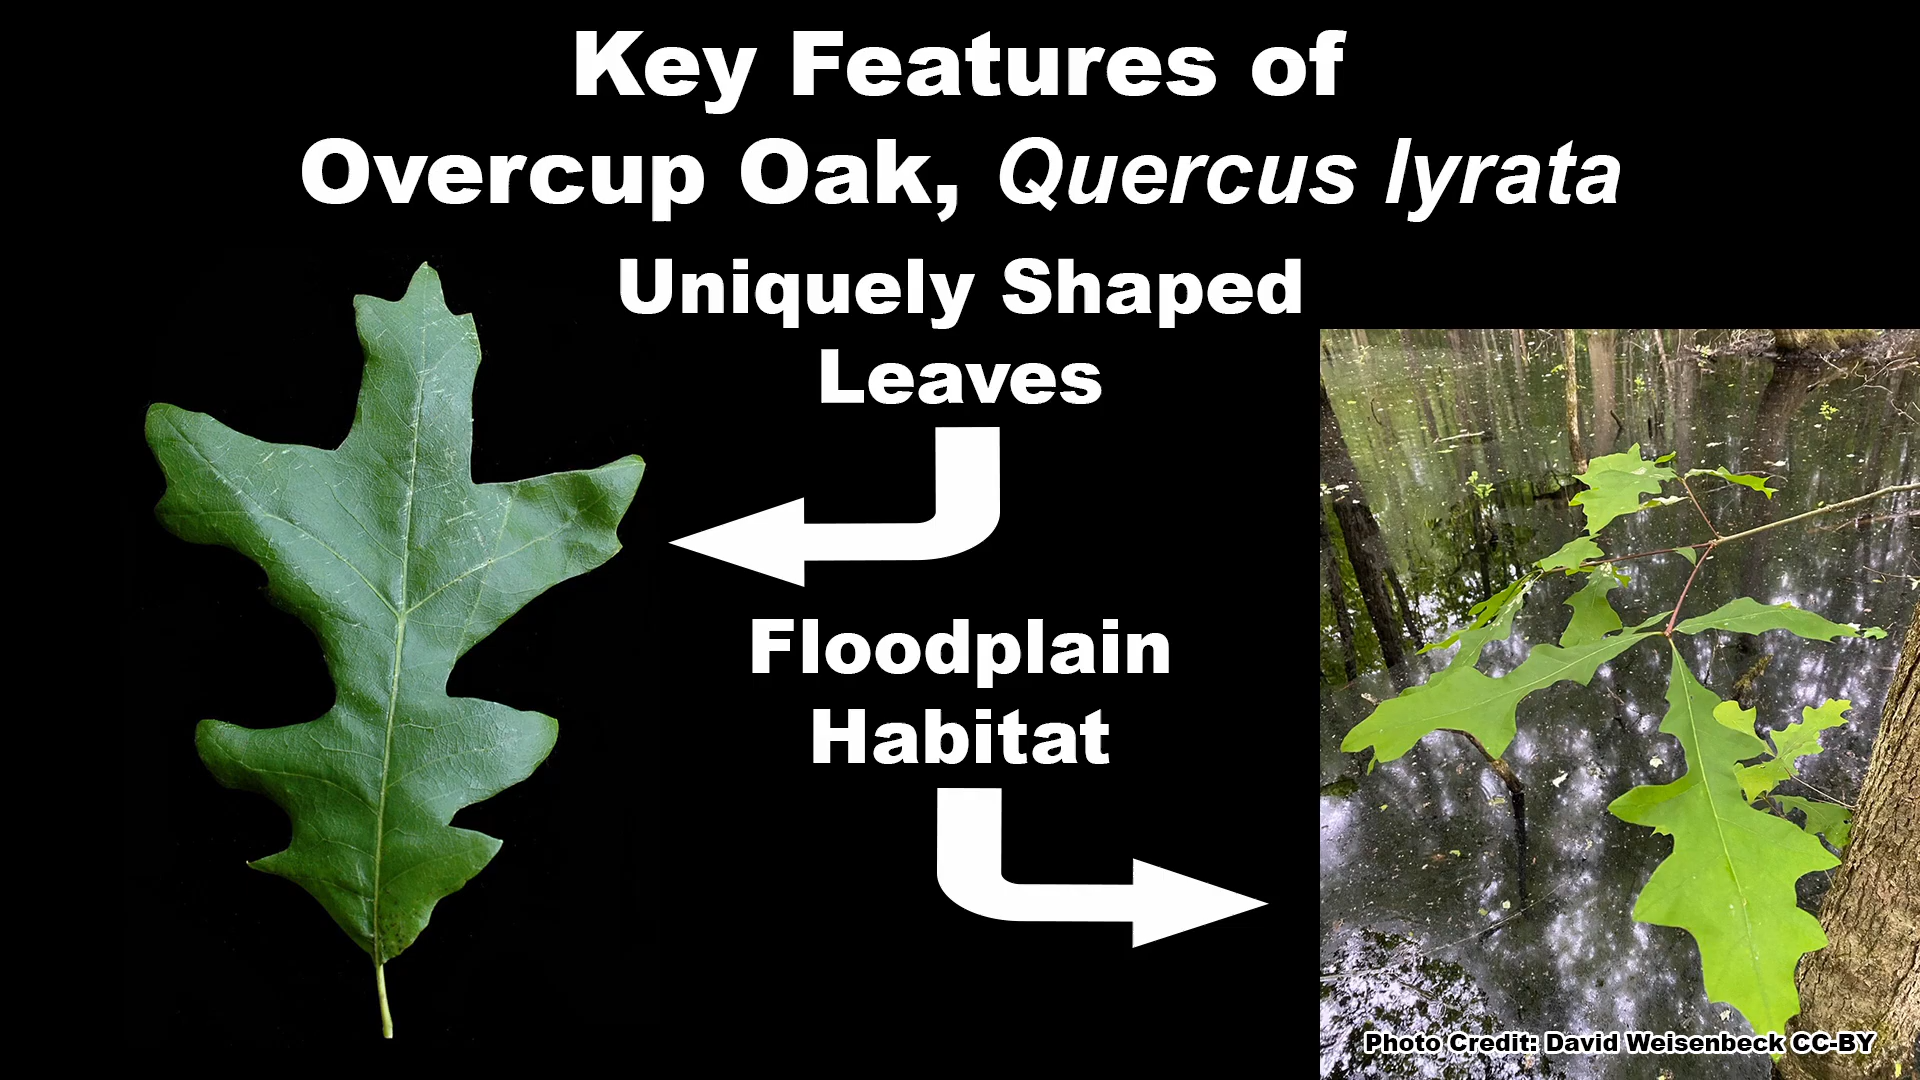 Key Features of
Overcup Oak, Quercus lyrata
Uniquely Shaped
Leaves
Floodplain
Habitat
Photo Credit: David Weisenbeck CC-BY